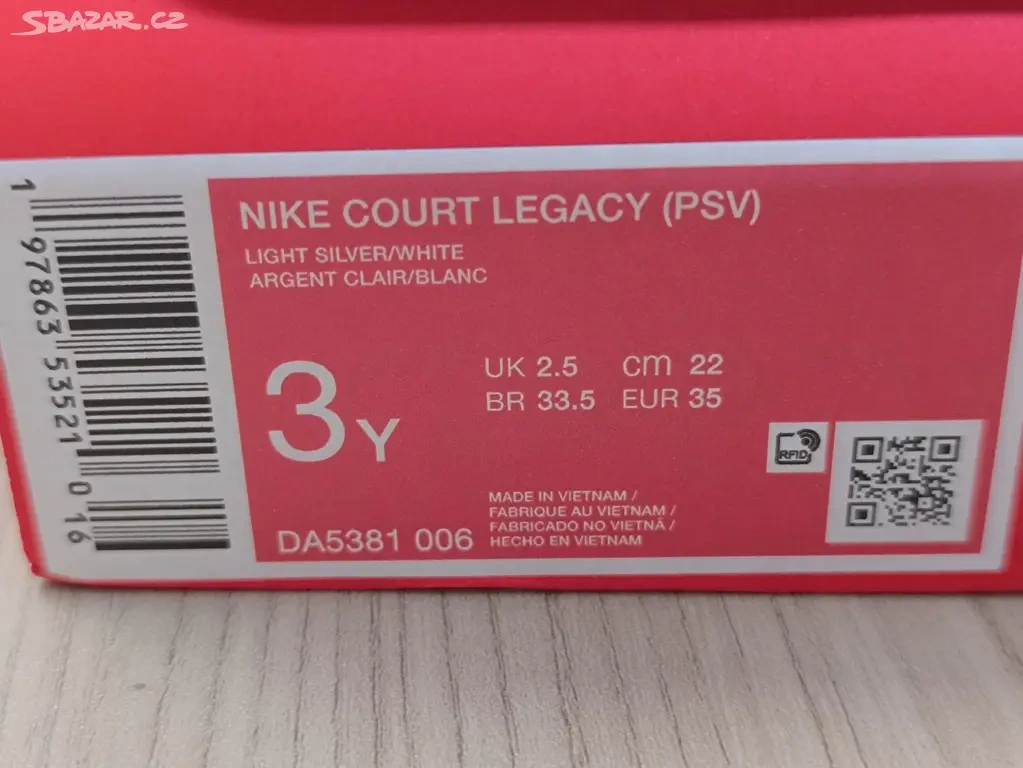 SBAZAR.CZ
NIKE COURT LEGACY (PSV)
LIGHT SILVER/WHITE
ARGENT CLAIR/BLANC
3Y
UK 2.5 cm 22
BR 33.5 EUR 35
RFID
MADE IN VIETNAM /
FABRIQUE AU VIETNAM /
FABRICADO NO VIETNÃ /
HECHO EN VIETNAM
DA5381 006
1 97863 53521 0 16